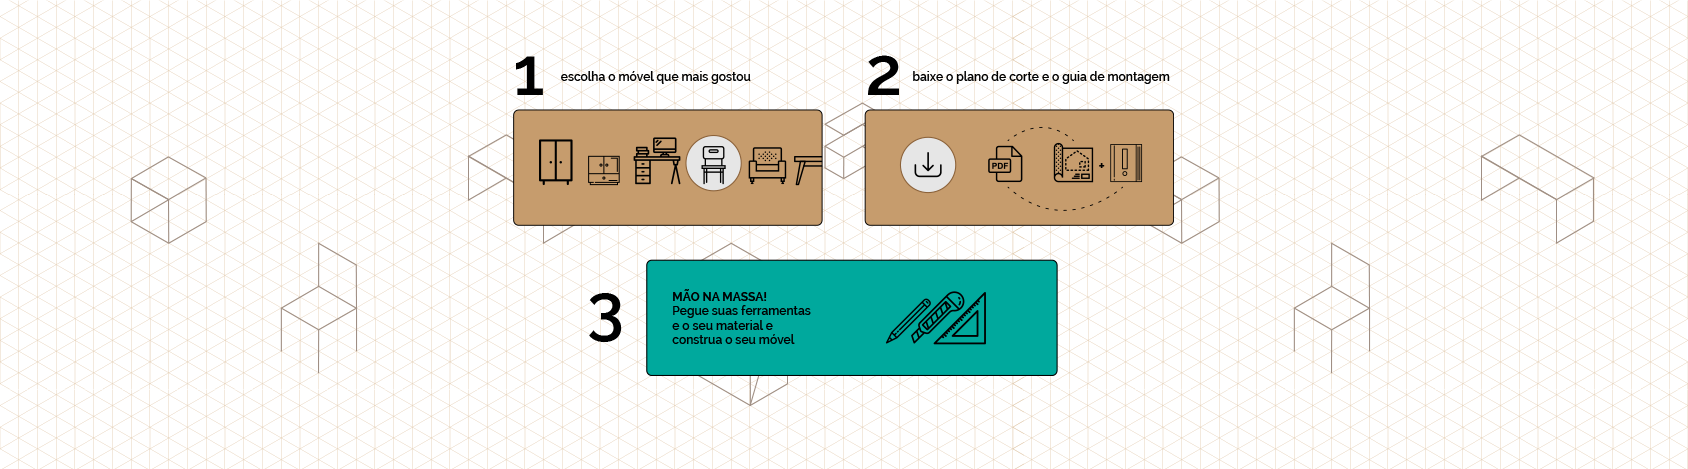 1
escolha o móvel que mais gostou
2
baixe o plano de corte e o guia de montagem
PDF
3
MÃO NA MASSA!
Pegue suas ferramentas
e o seu material e
construa o seu móvel